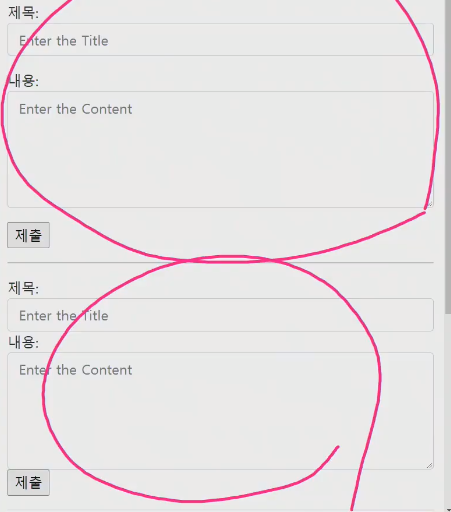 제목:
Enter the Title
내용:
Enter the Content
제출
제목:
Enter the Title
내용:
Enter the Content
제출